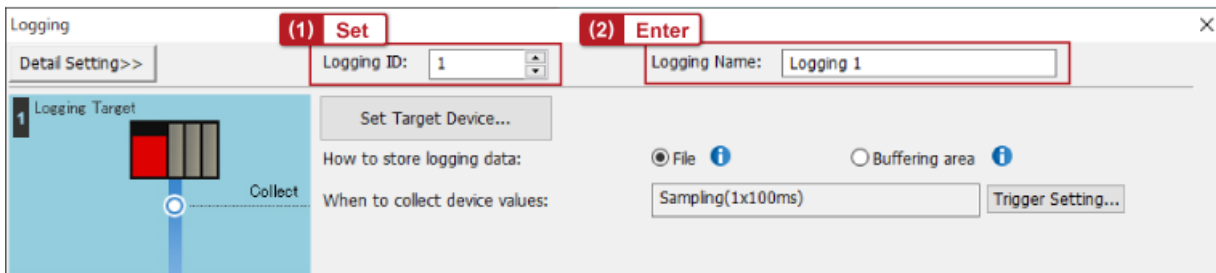 Logging
(1) Set
(2) Enter
Detail Setting>>
Logging ID: 1
Logging Name: Logging 1
1 Logging Target
Set Target Device...
How to store logging data:
File
Buffering area
Collect
When to collect device values:
Sampling(1x100ms)
Trigger Setting...